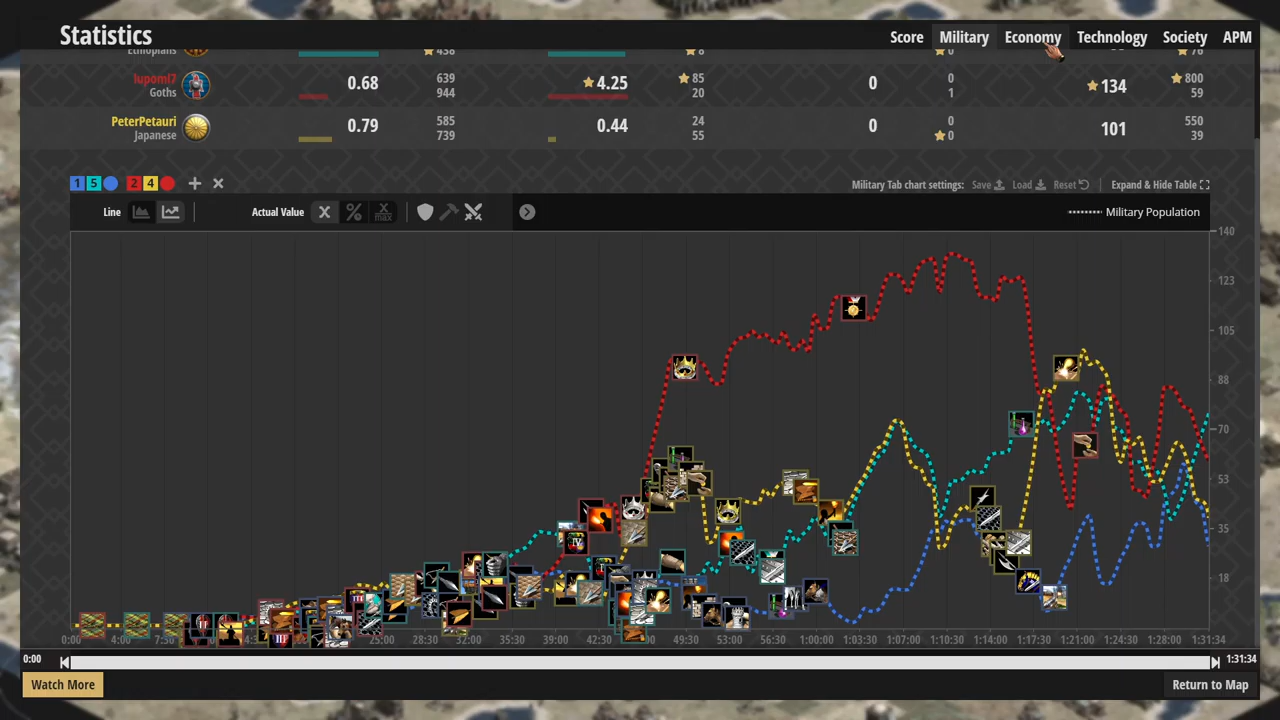 Statistics
Score Military Economy Technology Society APM
Ethiopians 438 8
lupoml7 0.68 639 4.25 85 0 0 134 800
Goths 944 20 1 59
PeterPetauri 0.79 585 0.44 24 0 0 101 550
Japanese 739 55 0 39
1 5 2 4 + × Military Tab chart settings: Save Load Reset Expand & Hide Table
Line Actual Value X % X max Military Population
140
123
105
88
70
53
35
18
0:00 4:00 7:50 25:00 28:30 32:00 35:30 39:00 42:30 49:30 53:00 56:30 1:00:00 1:03:30 1:07:00 1:10:30 1:14:00 1:17:30 1:21:00 1:24:30 1:28:00 1:31:34
0:00 1:31:34
Watch More Return to Map